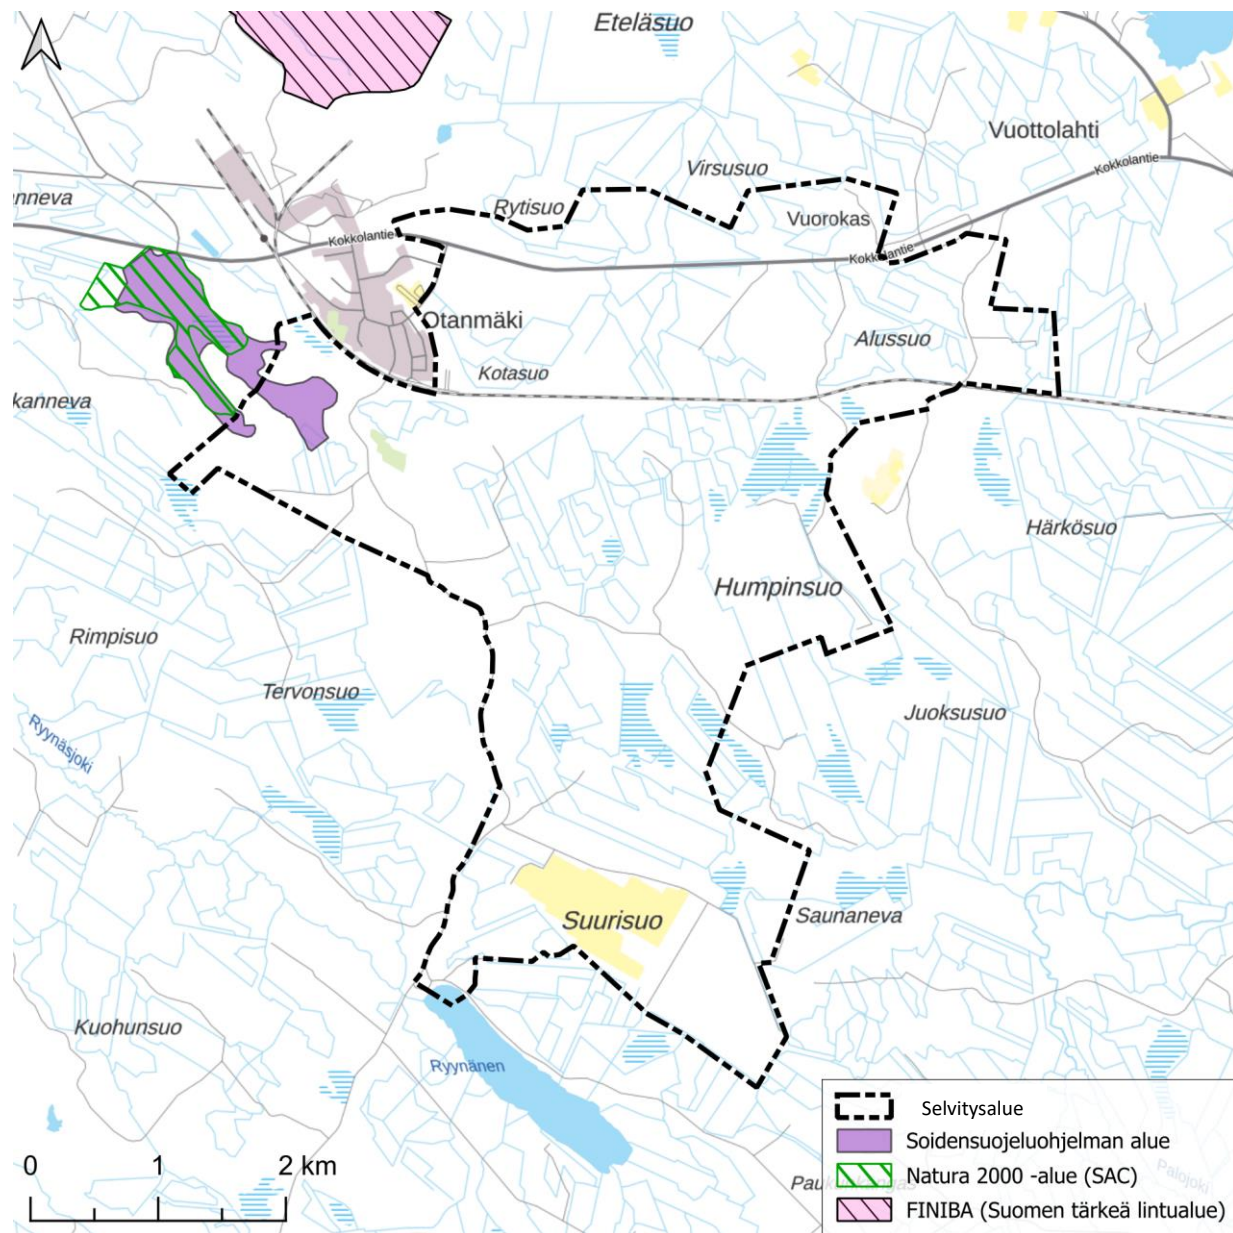 Eteläsuo
Vuottolahti
Kokkolantie
Virsusuo
nneva
Rytisuo
Vuorokas
Kokkolantie
Kokkolantie
Otanmäki
Alussuo
Kotasuo
kanneva
Härkösuo
Humpinsuo
Rimpisuo
Tervonsuo
Juoksusuo
Ryynäsjoki
Suurisuo
Saunaneva
Kuohunsuo
Ryynänen
Selvitysalue
Soidensuojeluohjelman alue
Natura 2000 -alue (SAC)
FINIBA (Suomen tärkeä lintualue)
Palojoki
0 1 2 km